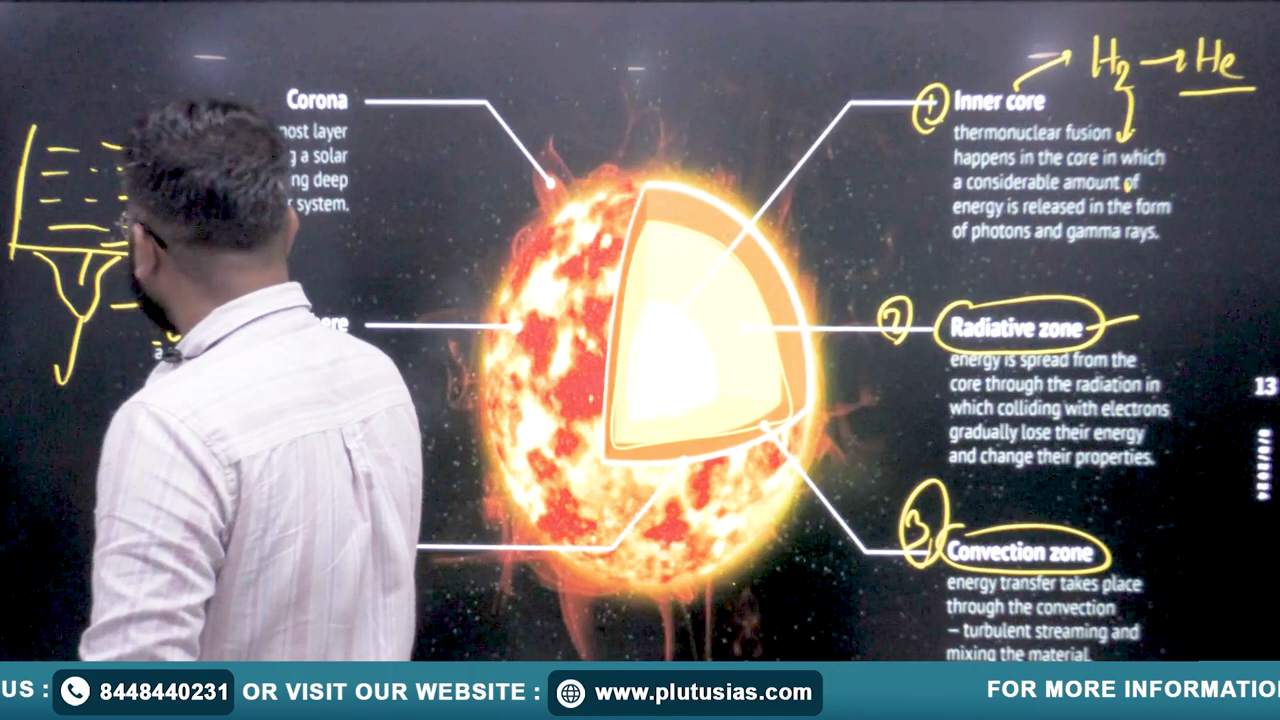 Corona
most layer
g a solar
ng deep
r system.
ere
1
Inner core
H2 → He
thermonuclear fusion
happens in the core in which
a considerable amount of
energy is released in the form
of photons and gamma rays.
2
Radiative zone
energy is spread from the
core through the radiation in
which colliding with electrons
gradually lose their energy
and change their properties.
3
Convection zone
energy transfer takes place
through the convection
– turbulent streaming and
mixing the material.
13
US : 8448440231 OR VISIT OUR WEBSITE : www.plutusias.com FOR MORE INFORMATIO